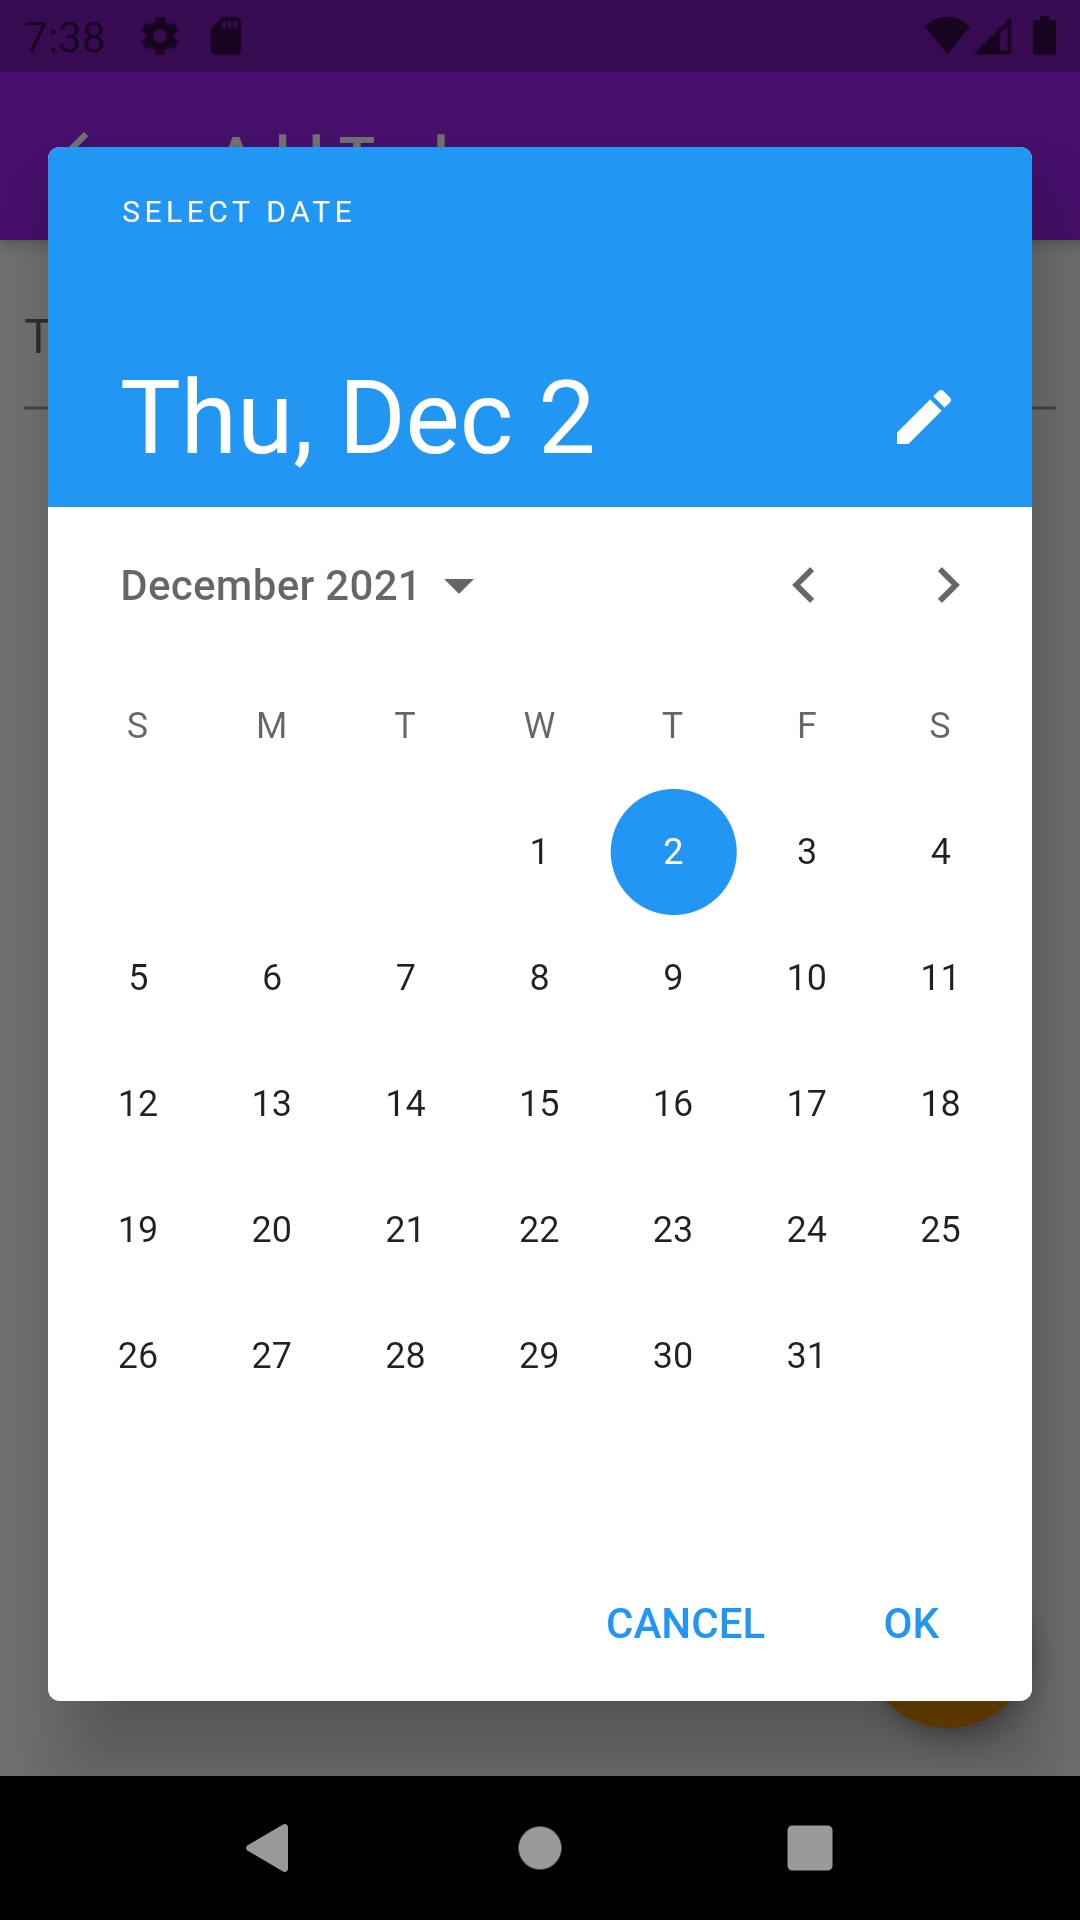 7:38
SELECT DATE
Thu, Dec 2
December 2021
S M T W T F S
1 2 3 4
5 6 7 8 9 10 11
12 13 14 15 16 17 18
19 20 21 22 23 24 25
26 27 28 29 30 31
CANCEL OK